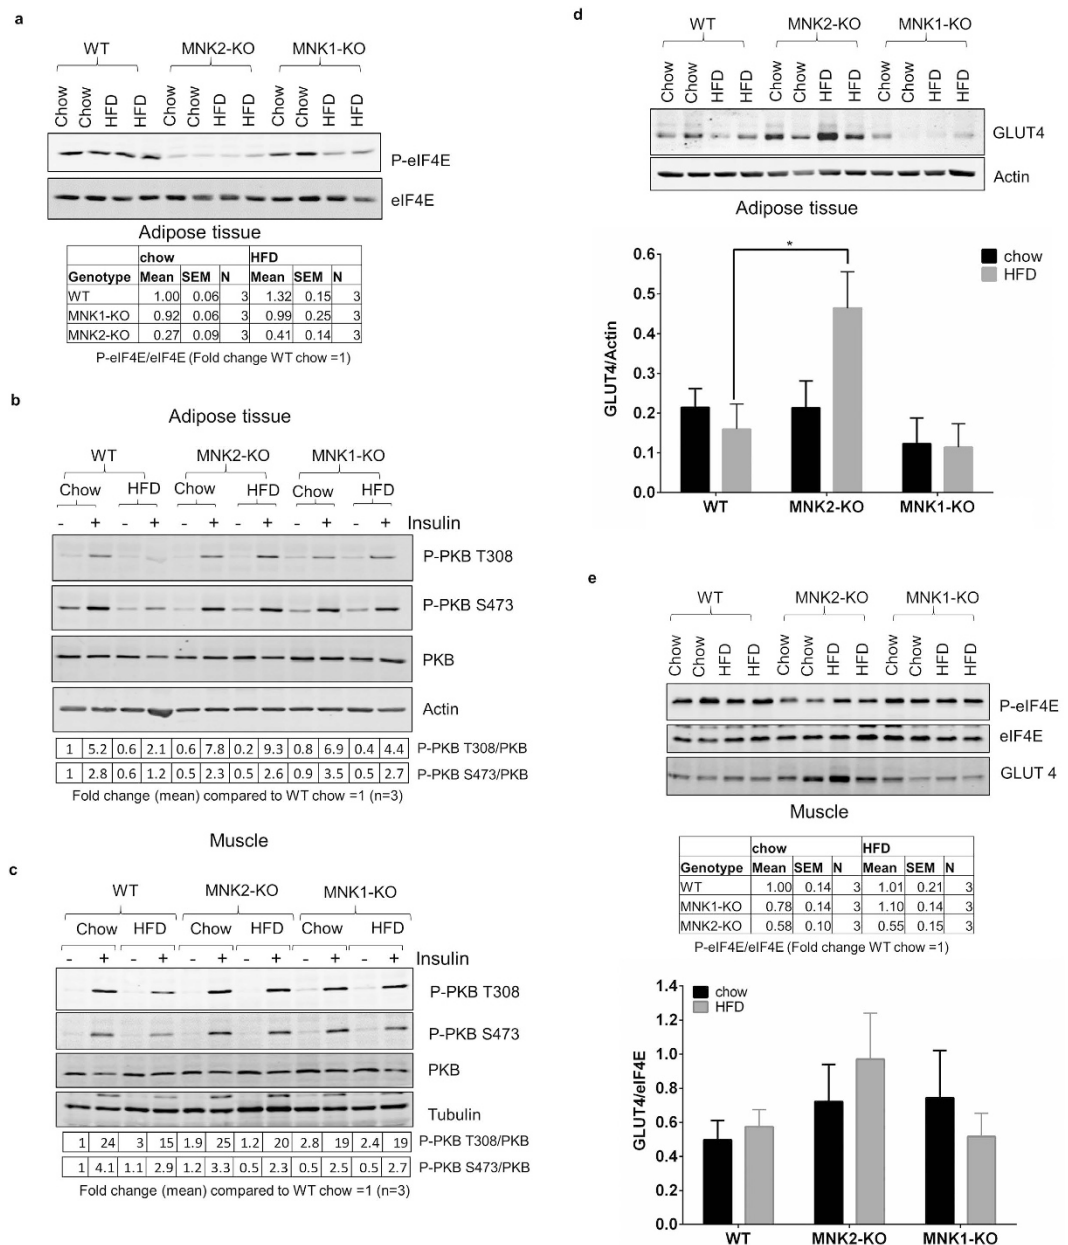 a
WT MNK2-KO MNK1-KO
Chow Chow HFD HFD Chow Chow HFD HFD Chow Chow HFD HFD
P-eIF4E
eIF4E
Adipose tissue
chow HFD
Genotype Mean SEM N Mean SEM N
WT 1.00 0.06 3 1.32 0.15 3
MNK1-KO 0.92 0.06 3 0.99 0.25 3
MNK2-KO 0.27 0.09 3 0.41 0.14 3
P-eIF4E/eIF4E (Fold change WT chow =1)
b
Adipose tissue
WT MNK2-KO MNK1-KO
Chow HFD Chow HFD Chow HFD
- + - + - + - + - + - + Insulin
P-PKB T308
P-PKB S473
PKB
Actin
1 5.2 0.6 2.1 0.6 7.8 0.2 9.3 0.8 6.9 0.4 4.4 P-PKB T308/PKB
1 2.8 0.6 1.2 0.5 2.3 0.5 2.6 0.9 3.5 0.5 2.7 P-PKB S473/PKB
Fold change (mean) compared to WT chow =1 (n=3)
Muscle
c
WT MNK2-KO MNK1-KO
Chow HFD Chow HFD Chow HFD
- + - + - + - + - + - + Insulin
P-PKB T308
P-PKB S473
PKB
Tubulin
1 24 3 15 1.9 25 1.2 20 2.8 19 2.4 19 P-PKB T308/PKB
1 4.1 1.1 2.9 1.2 3.3 0.5 2.3 0.5 2.5 0.5 2.7 P-PKB S473/PKB
Fold change (mean) compared to WT chow =1 (n=3)
d
WT MNK2-KO MNK1-KO
Chow Chow HFD HFD Chow Chow HFD HFD Chow Chow HFD HFD
GLUT4
Actin
Adipose tissue
*
chow
HFD
GLUT4/Actin
0.6
0.5
0.4
0.3
0.2
0.1
0.0
WT MNK2-KO MNK1-KO
e
WT MNK2-KO MNK1-KO
Chow Chow HFD HFD Chow Chow HFD HFD Chow Chow HFD HFD
P-eIF4E
eIF4E
GLUT 4
Muscle
chow HFD
Genotype Mean SEM N Mean SEM N
WT 1.00 0.14 3 1.01 0.21 3
MNK1-KO 0.78 0.14 3 1.10 0.14 3
MNK2-KO 0.58 0.10 3 0.55 0.15 3
P-eIF4E/eIF4E (Fold change WT chow =1)
chow
HFD
GLUT4/eIF4E
1.4
1.2
1.0
0.8
0.6
0.4
0.2
0.0
WT MNK2-KO MNK1-KO